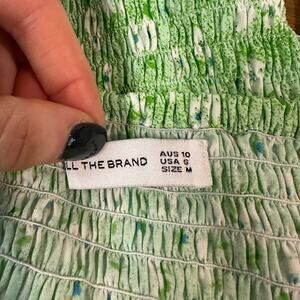 LL THE BRAND
AUS 10
USA 6
SIZE M